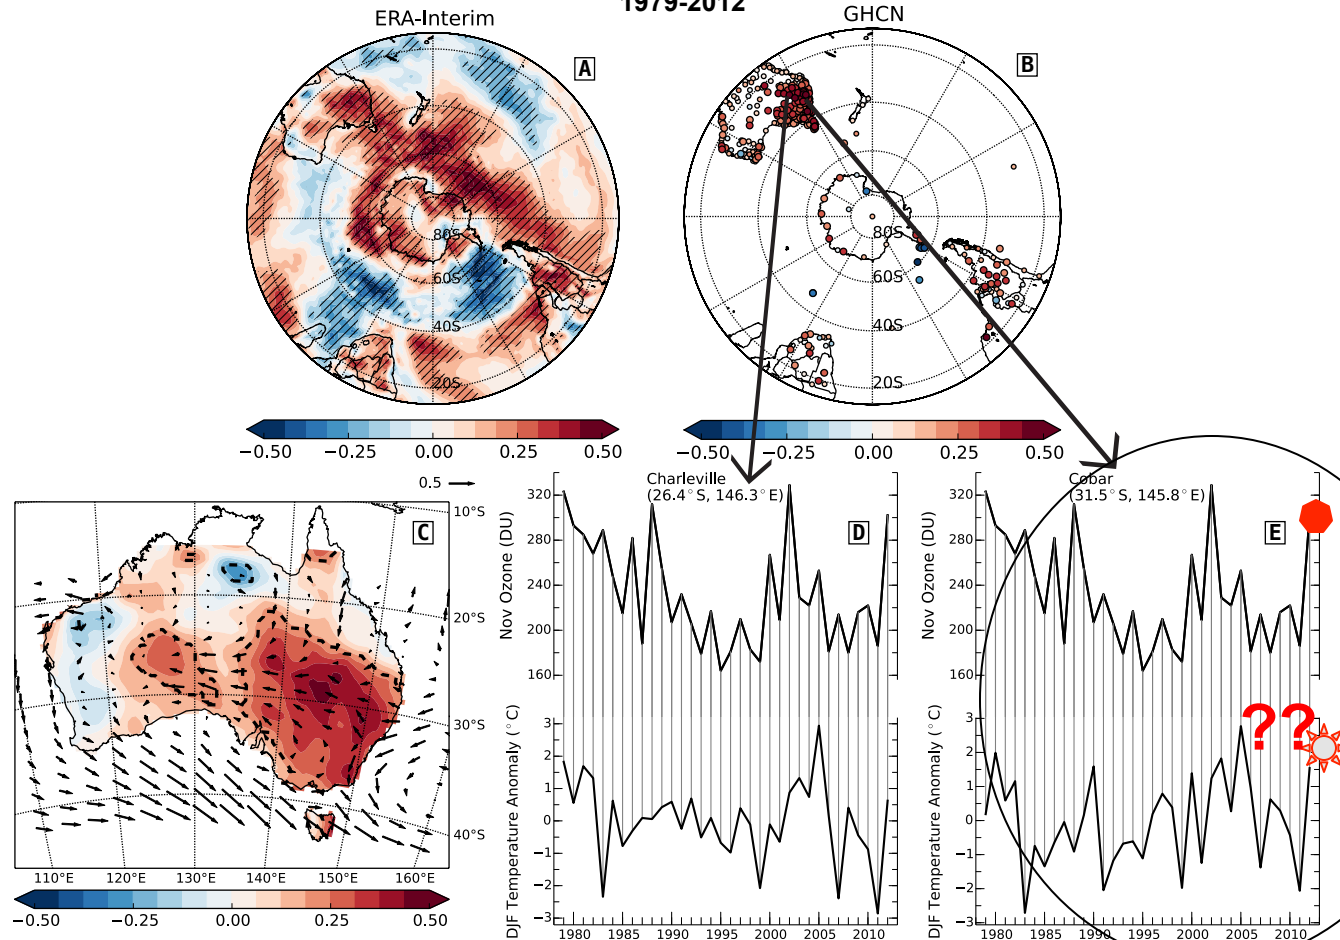 1979-2012
ERA-Interim
GHCN
A
B
80S
60S
40S
20S
80S
60S
40S
20S
−0.50 −0.25 0.00 0.25 0.50
−0.50 −0.25 0.00 0.25 0.50
0.5
C
10°S
20°S
30°S
40°S
110°E 120°E 130°E 140°E 150°E 160°E
−0.50 −0.25 0.00 0.25 0.50
Charleville
(26.4°S, 146.3°E)
D
Nov Ozone (DU)
320
280
240
200
160
DJF Temperature Anomaly (°C)
3
2
1
0
−1
−2
−3
1980 1985 1990 1995 2000 2005 2010
Cobar
(31.5°S, 145.8°E)
E
Nov Ozone (DU)
320
280
240
200
160
??
DJF Temperature Anomaly (°C)
3
2
1
0
−1
−2
−3
1980 1985 1990 1995 2000 2005 2010